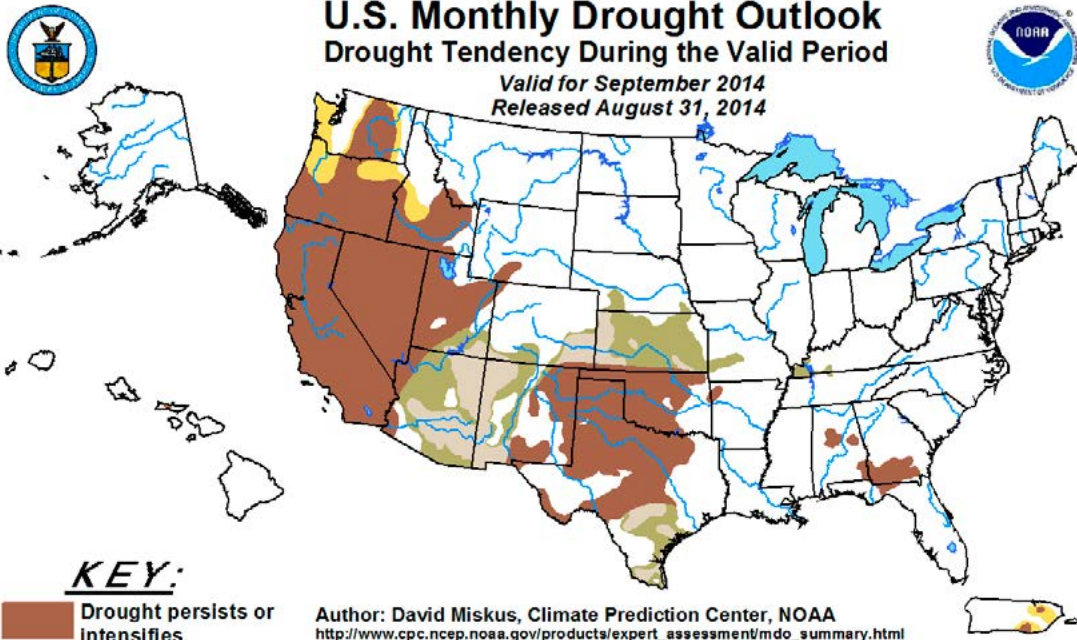 U.S. Monthly Drought Outlook
Drought Tendency During the Valid Period
Valid for September 2014
Released August 31, 2014
NOAA
KEY:
Drought persists or
intensifies
Author: David Miskus, Climate Prediction Center, NOAA
http://www.cpc.ncep.noaa.gov/products/expert_assessment/mdo_summary.html